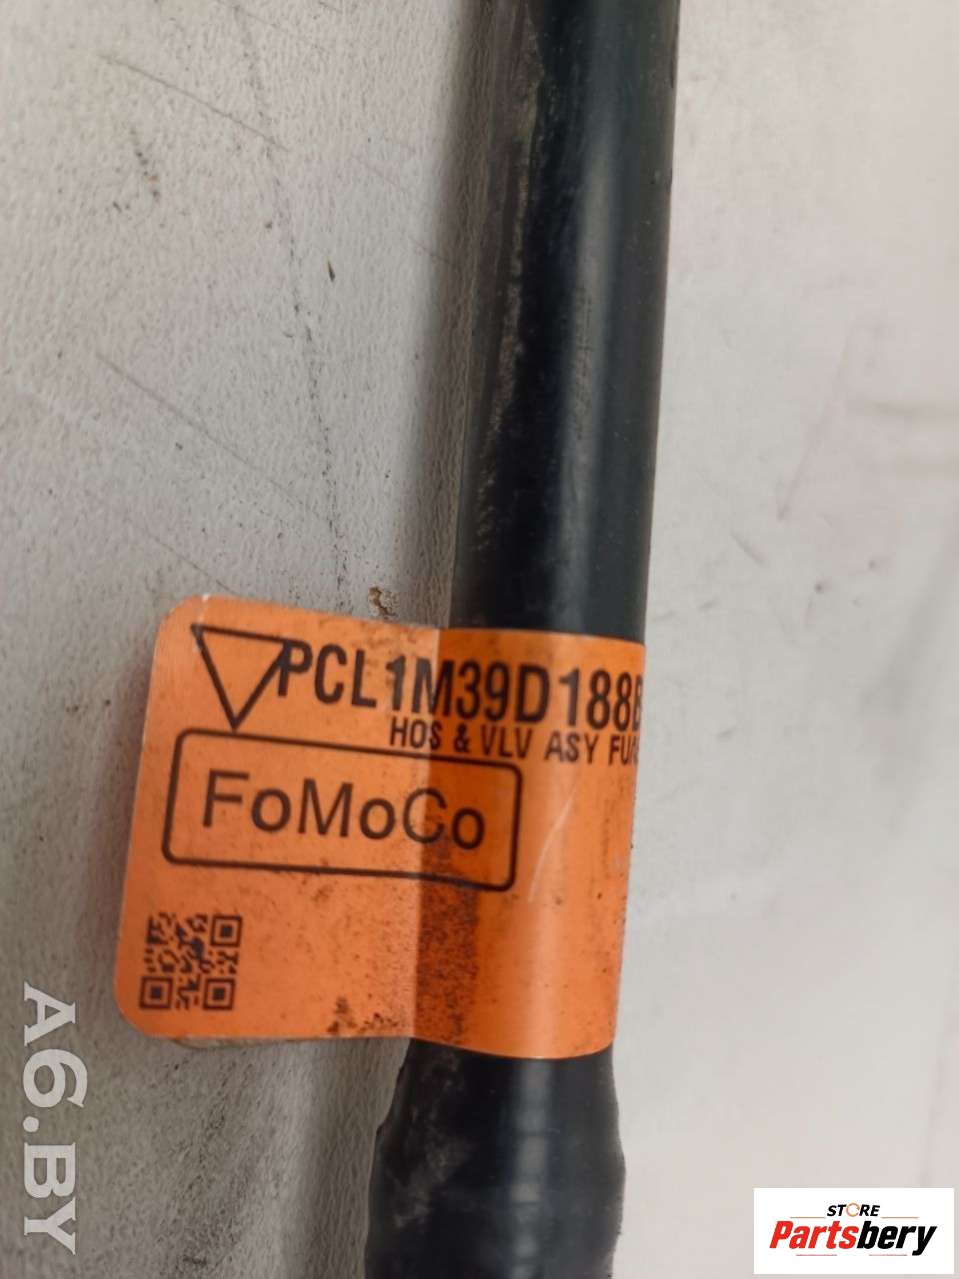 PCL1M39D188B
HOS & VLV ASY
FoMoCo
A6.BY
STORE
Partsbery